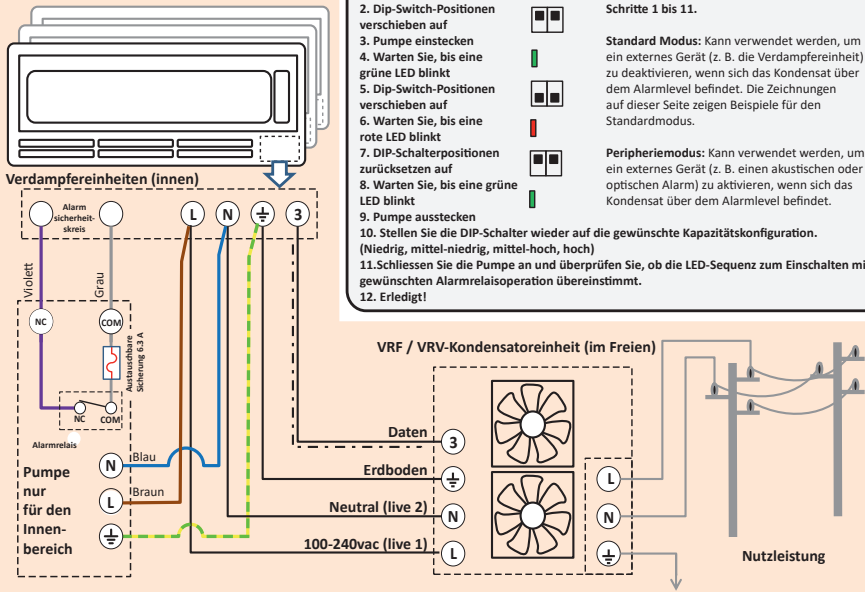 2. Dip-Switch-Positionen
verschieben auf
3. Pumpe einstecken
4. Warten Sie, bis eine
grüne LED blinkt
5. Dip-Switch-Positionen
verschieben auf
6. Warten Sie, bis eine
rote LED blinkt
7. DIP-Schalterpositionen
zurücksetzen auf
8. Warten Sie, bis eine grüne
LED blinkt
9. Pumpe ausstecken
10. Stellen Sie die DIP-Schalter wieder auf die gewünschte Kapazitätskonfiguration.
(Niedrig, mittel-niedrig, mittel-hoch, hoch)
11.Schliessen Sie die Pumpe an und überprüfen Sie, ob die LED-Sequenz zum Einschalten mi
gewünschten Alarmrelaisoperation übereinstimmt.
12. Erledigt!
Schritte 1 bis 11.
Standard Modus: Kann verwendet werden, um
ein externes Gerät (z. B. die Verdampfereinheit)
zu deaktivieren, wenn sich das Kondensat über
dem Alarmlevel befindet. Die Zeichnungen
auf dieser Seite zeigen Beispiele für den
Standardmodus.
Peripheriemodus: Kann verwendet werden, um
ein externes Gerät (z. B. einen akustischen oder
optischen Alarm) zu aktivieren, wenn sich das
Kondensat über dem Alarmlevel befindet.
Verdampfereinheiten (innen)
Alarm
sicherheit-
skreis
L
N
3
Violett
Grau
NC
COM
Austauschbare
Sicherung 6.3 A
NC
COM
Alarmrelais
Pumpe
nur
für den
Innen-
bereich
N
Blau
L
Braun
VRF / VRV-Kondensatoreinheit (im Freien)
Daten
3
Erdboden
Neutral (live 2)
N
100-240vac (live 1)
L
L
N
Nutzleistung